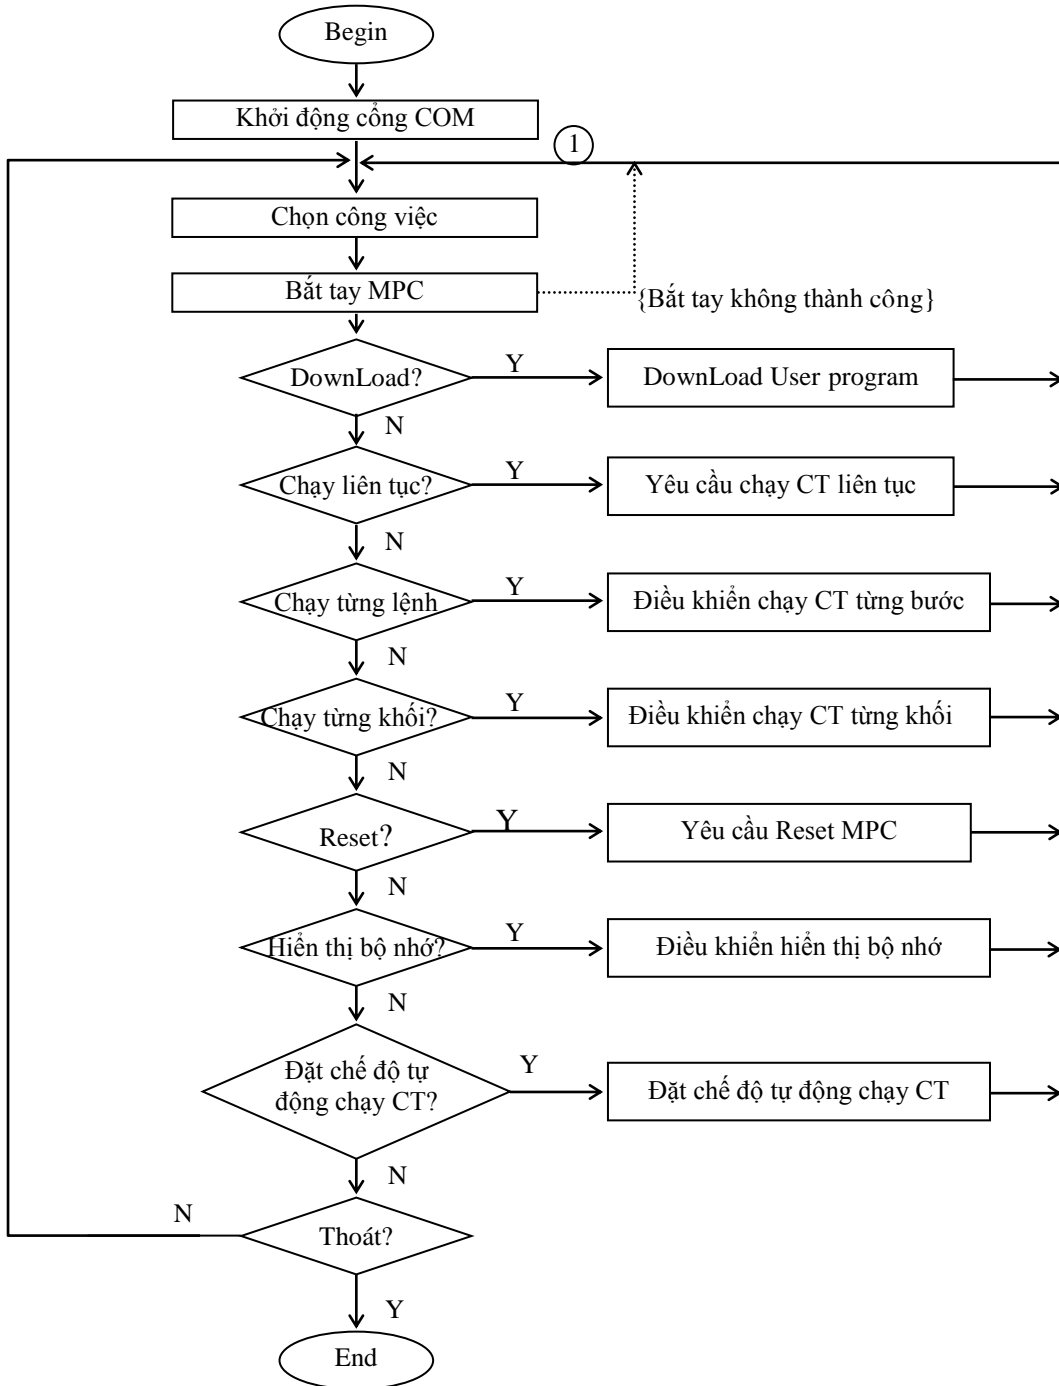 Begin
Khởi động cổng COM
1
Chọn công việc
Bắt tay MPC
{Bắt tay không thành công}
DownLoad?
Y
DownLoad User program
N
Chạy liên tục?
Y
Yêu cầu chạy CT liên tục
N
Chạy từng lệnh
Y
Điều khiển chạy CT từng bước
N
Chạy từng khối?
Y
Điều khiển chạy CT từng khối
N
Reset?
Y
Yêu cầu Reset MPC
N
Hiển thị bộ nhớ?
Y
Điều khiển hiển thị bộ nhớ
N
Đặt chế độ tự
động chạy CT?
Y
Đặt chế độ tự động chạy CT
N
N
Thoát?
Y
End